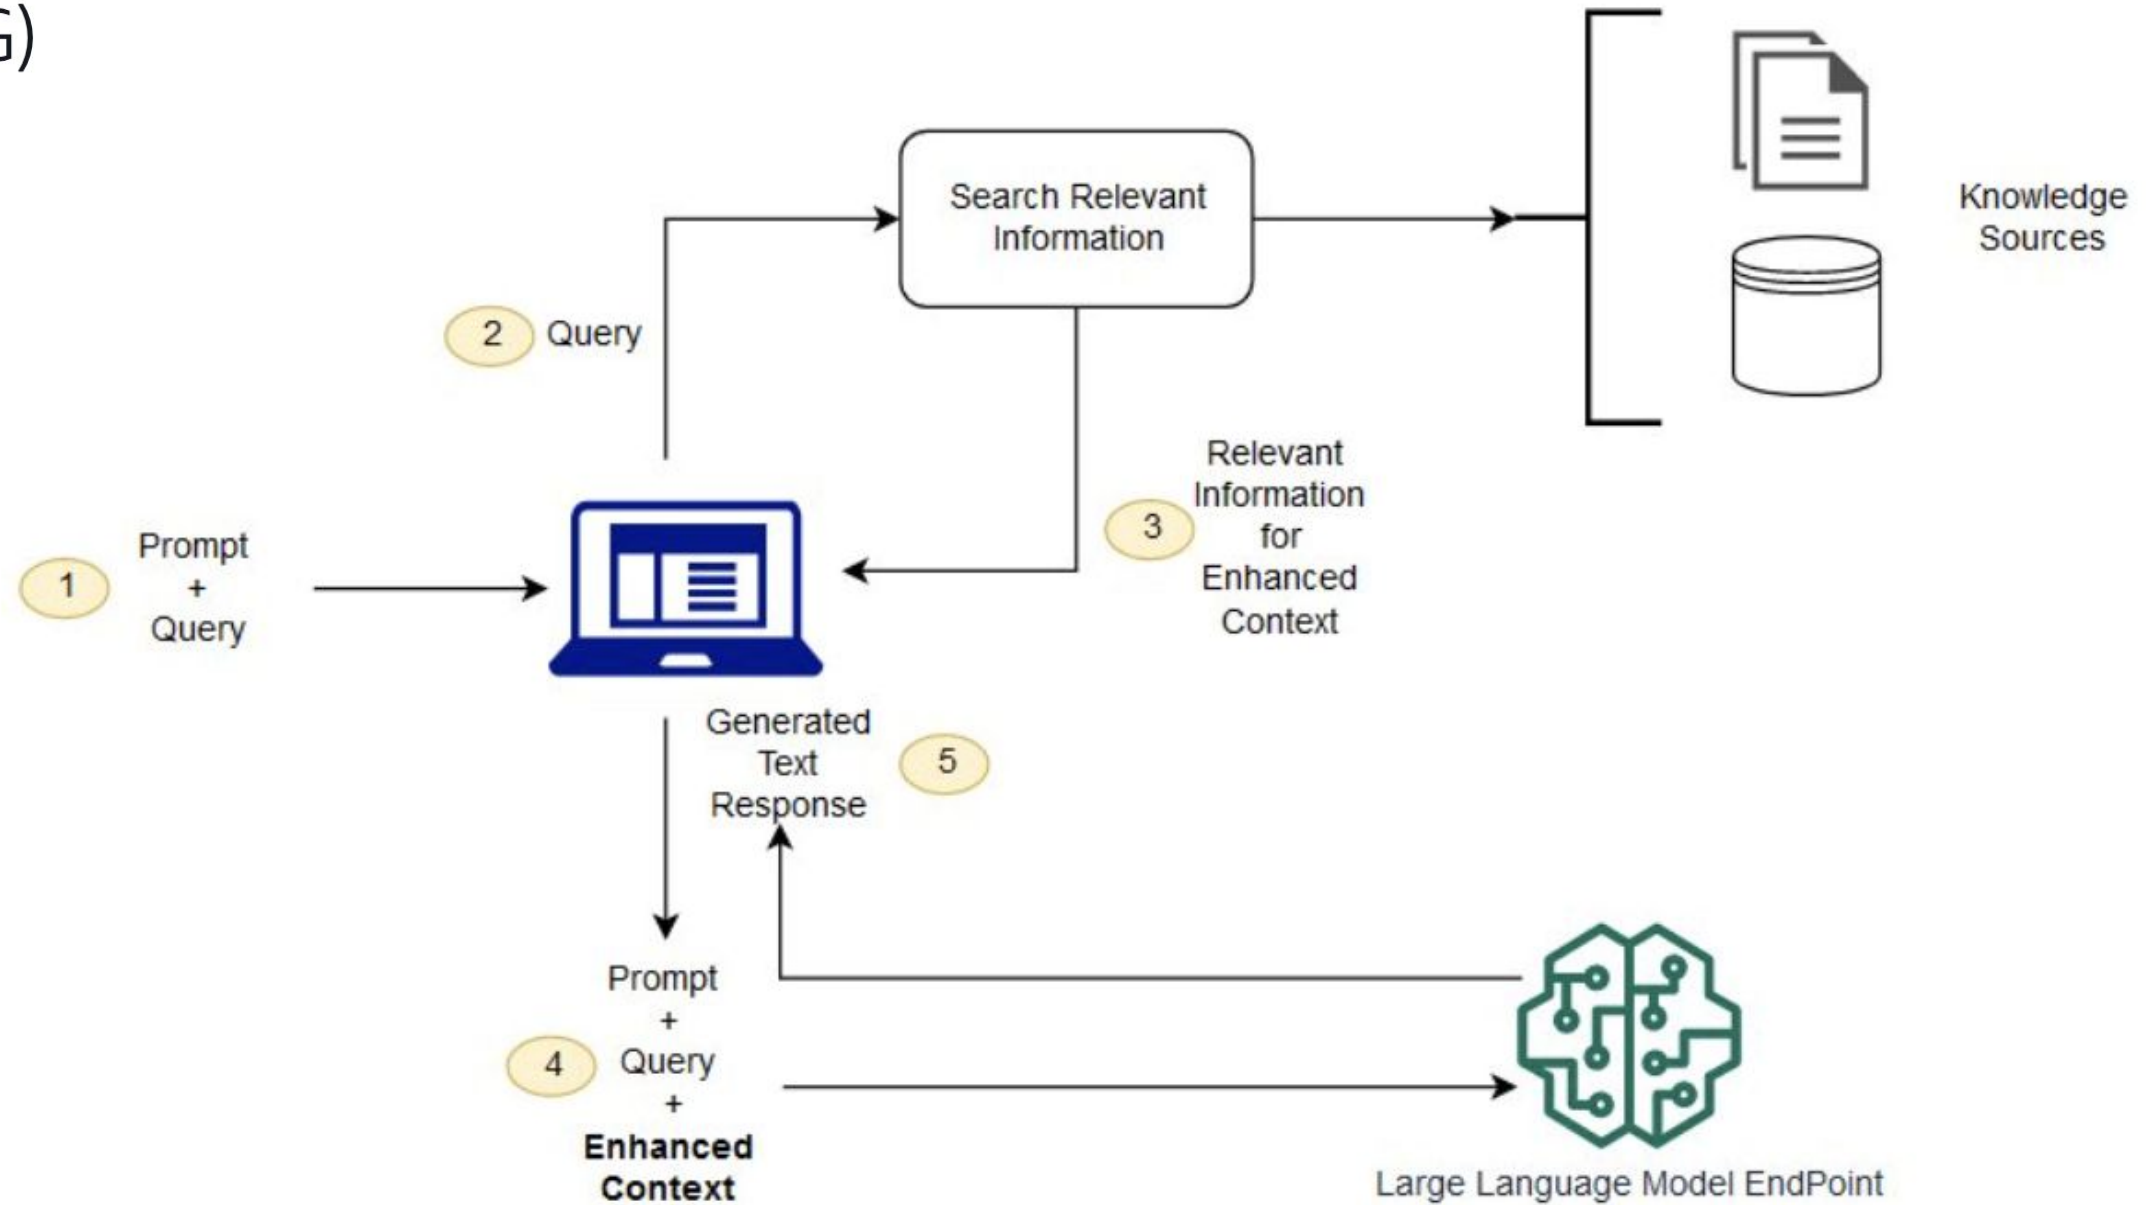 G)
Search Relevant
Information
Knowledge
Sources
2 Query
Relevant
Information
for
Enhanced
Context
3
1
Prompt
+
Query
Generated
Text
Response
5
Prompt
+
4 Query
+
Enhanced
Context
Large Language Model EndPoint